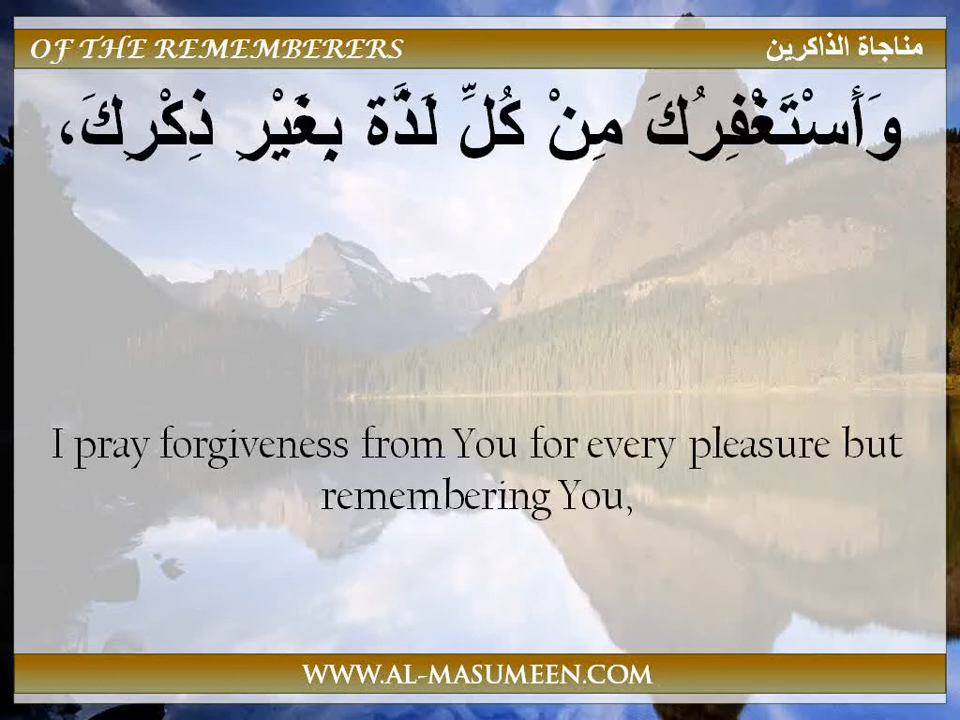 OF THE REMEMBERERS
مناجاة الذاكرين
وَأَسْتَغْفِرُكَ مِنْ كُلِّ لَذَّة بِغَيْرِ ذِكْرِكَ،
I pray forgiveness from You for every pleasure but
remembering You,
WWW.AL-MASUMEEN.COM